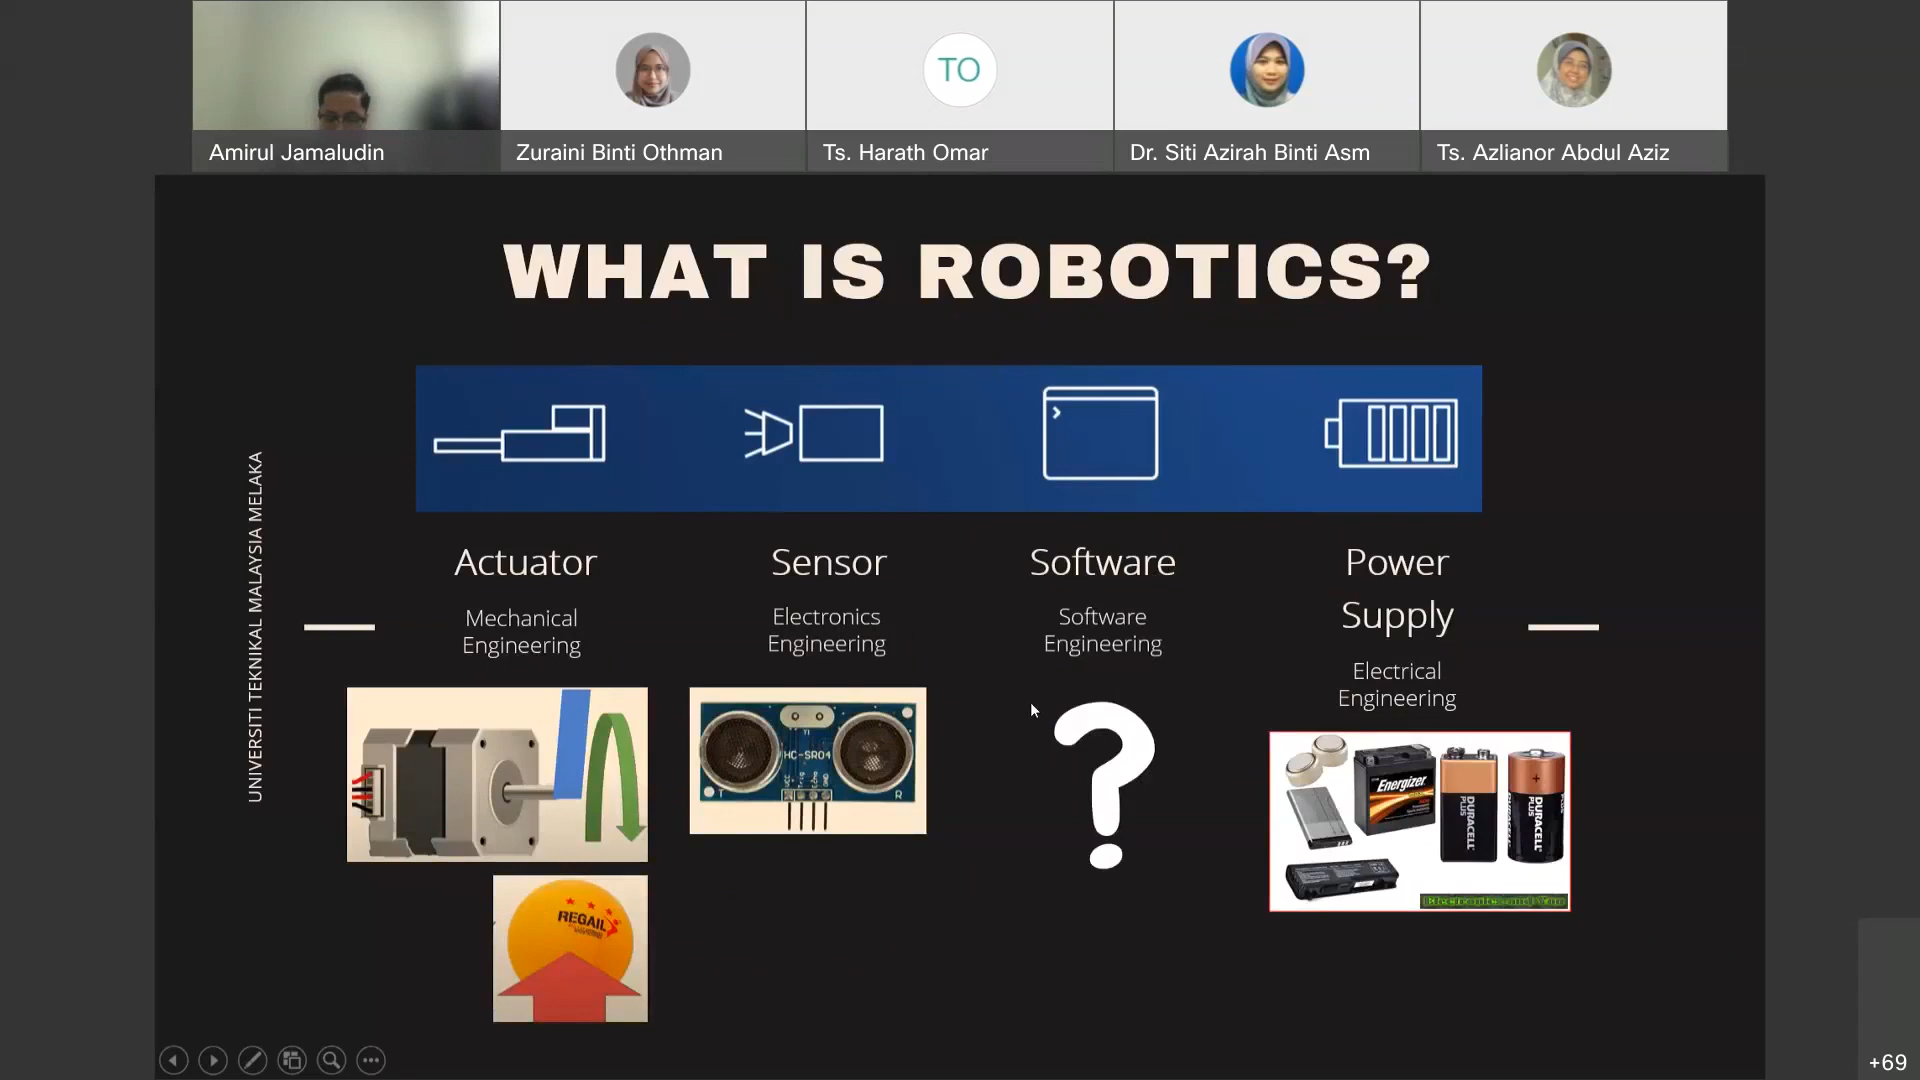 TO
Amirul Jamaludin
Zuraini Binti Othman
Ts. Harath Omar
Dr. Siti Azirah Binti Asm
Ts. Azlianor Abdul Aziz
WHAT IS ROBOTICS?
UNIVERSITI TEKNIKAL MALAYSIA MELAKA
Actuator
Mechanical
Engineering
Sensor
Electronics
Engineering
Software
Software
Engineering
Power
Supply
Electrical
Engineering
HC-SR04
T
R
?
Energizer
DURACELL
PLUS
DURACELL
PLUS
REGAIL
+69